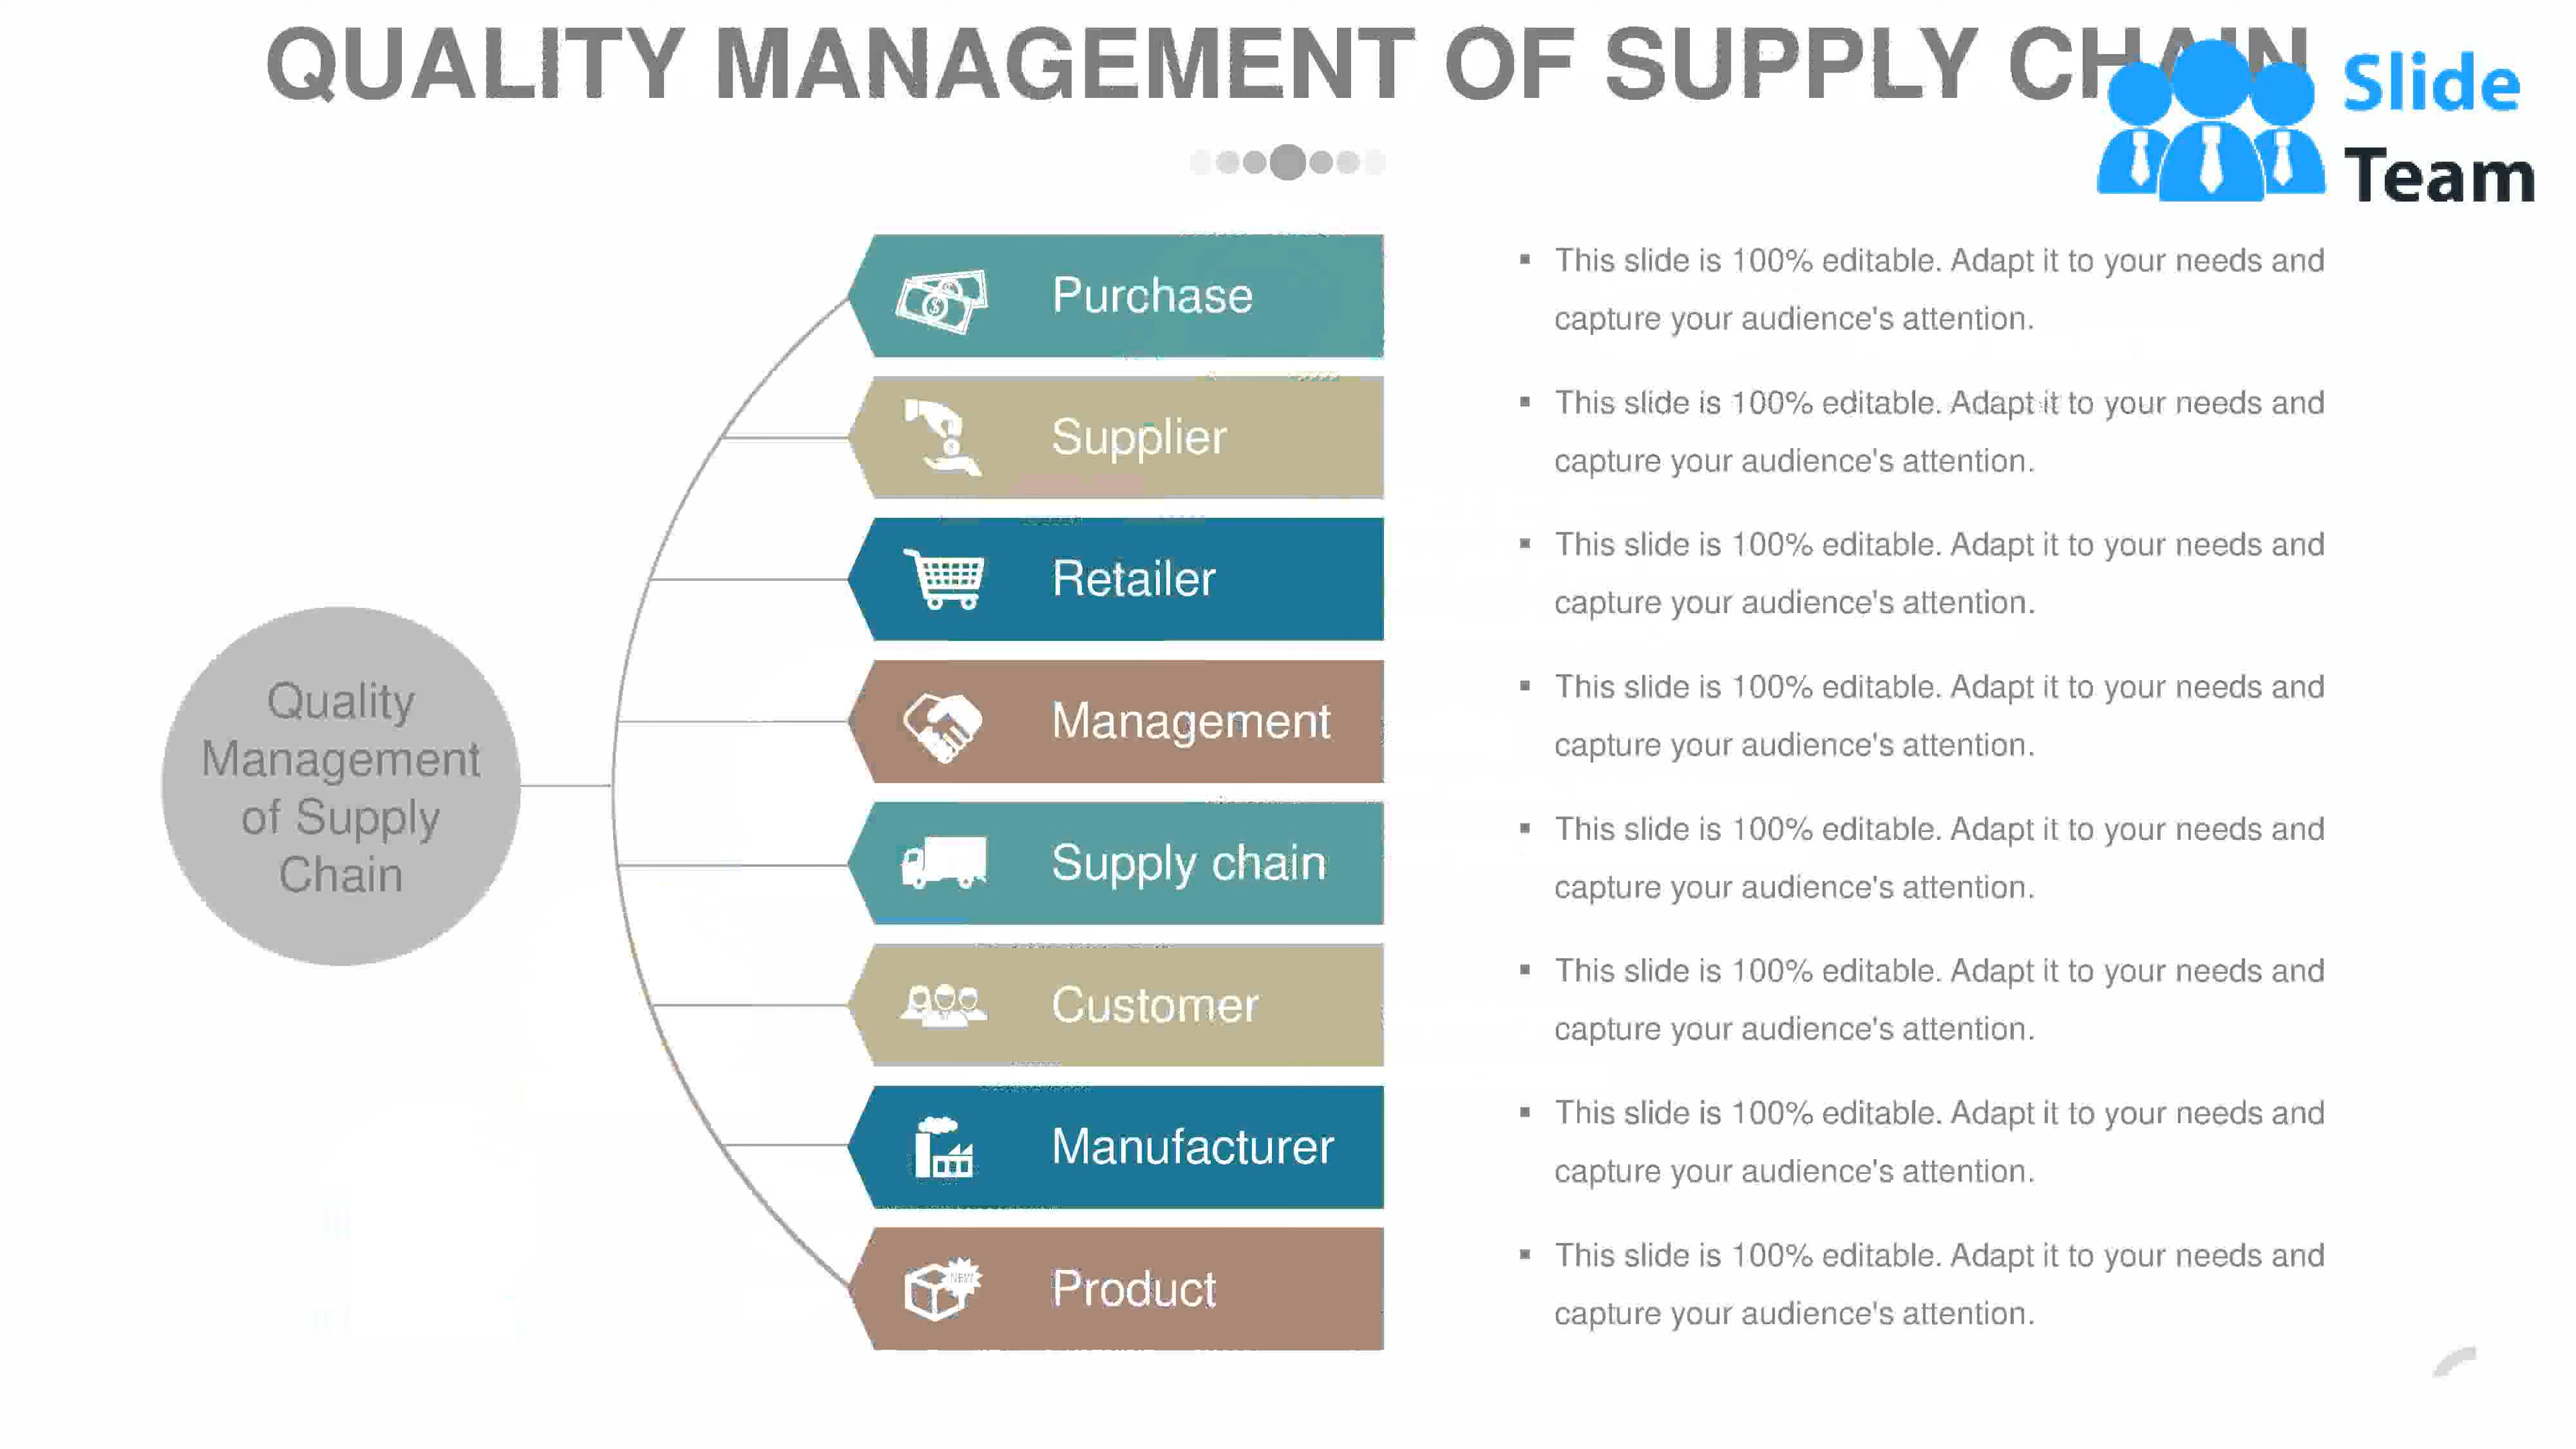 QUALITY MANAGEMENT OF SUPPLY CHAIN
Slide
Team
Purchase
This slide is 100% editable. Adapt it to your needs and
capture your audience's attention.
Supplier
This slide is 100% editable. Adapt it to your needs and
capture your audience's attention.
Retailer
This slide is 100% editable. Adapt it to your needs and
capture your audience's attention.
Quality
Management
of Supply
Chain
Management
This slide is 100% editable. Adapt it to your needs and
capture your audience's attention.
Supply chain
This slide is 100% editable. Adapt it to your needs and
capture your audience's attention.
Customer
This slide is 100% editable. Adapt it to your needs and
capture your audience's attention.
Manufacturer
This slide is 100% editable. Adapt it to your needs and
capture your audience's attention.
NEW
Product
This slide is 100% editable. Adapt it to your needs and
capture your audience's attention.